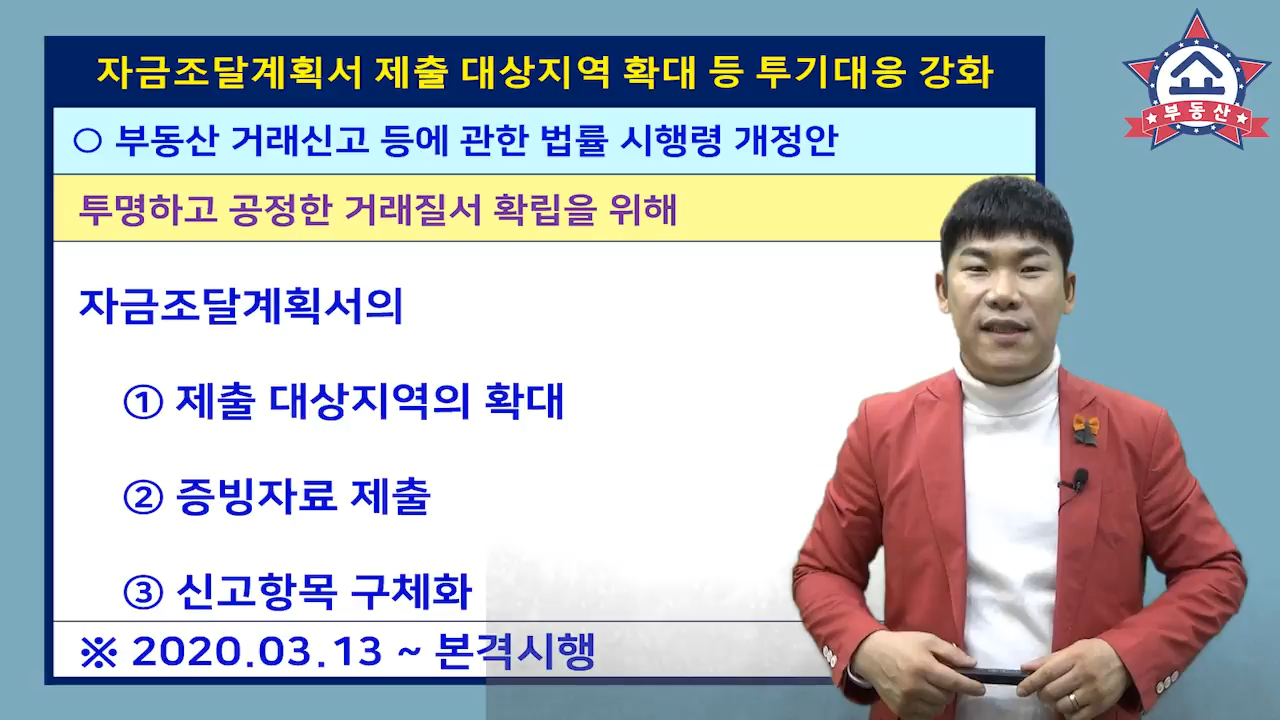 자금조달계획서 제출 대상지역 확대 등 투기대응 강화
부동산
○ 부동산 거래신고 등에 관한 법률 시행령 개정안
투명하고 공정한 거래질서 확립을 위해
자금조달계획서의
① 제출 대상지역의 확대
② 증빙자료 제출
③ 신고항목 구체화
※ 2020.03.13 ~ 본격시행